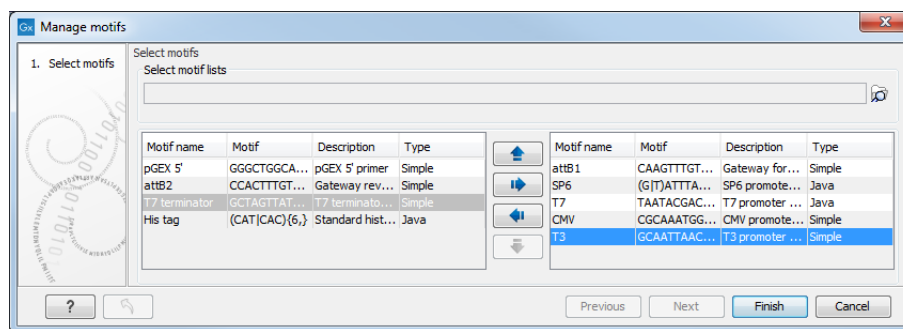 Gx Manage motifs
X
1. Select motifs
Select motifs
Select motif lists
Motif name Motif Description Type
pGEX 5' GGGCTGGCA... pGEX 5' primer Simple
attB2 CCACTTTGT... Gateway rev... Simple
T7 terminator GCTAGTTAT... T7 terminato... Simple
His tag {CAT|CAC}{6,} Standard hist... Java
Motif name Motif Description Type
attB1 CAAGTTTGT... Gateway for... Simple
SP6 (G|T)ATTTA... SP6 promote... Java
T7 TAATACGAC... T7 promoter ... Java
CMV CGCAAATGG... CMV promote... Simple
T3 GCAATTAAC... T3 promoter ... Simple
? Previous Next Finish Cancel